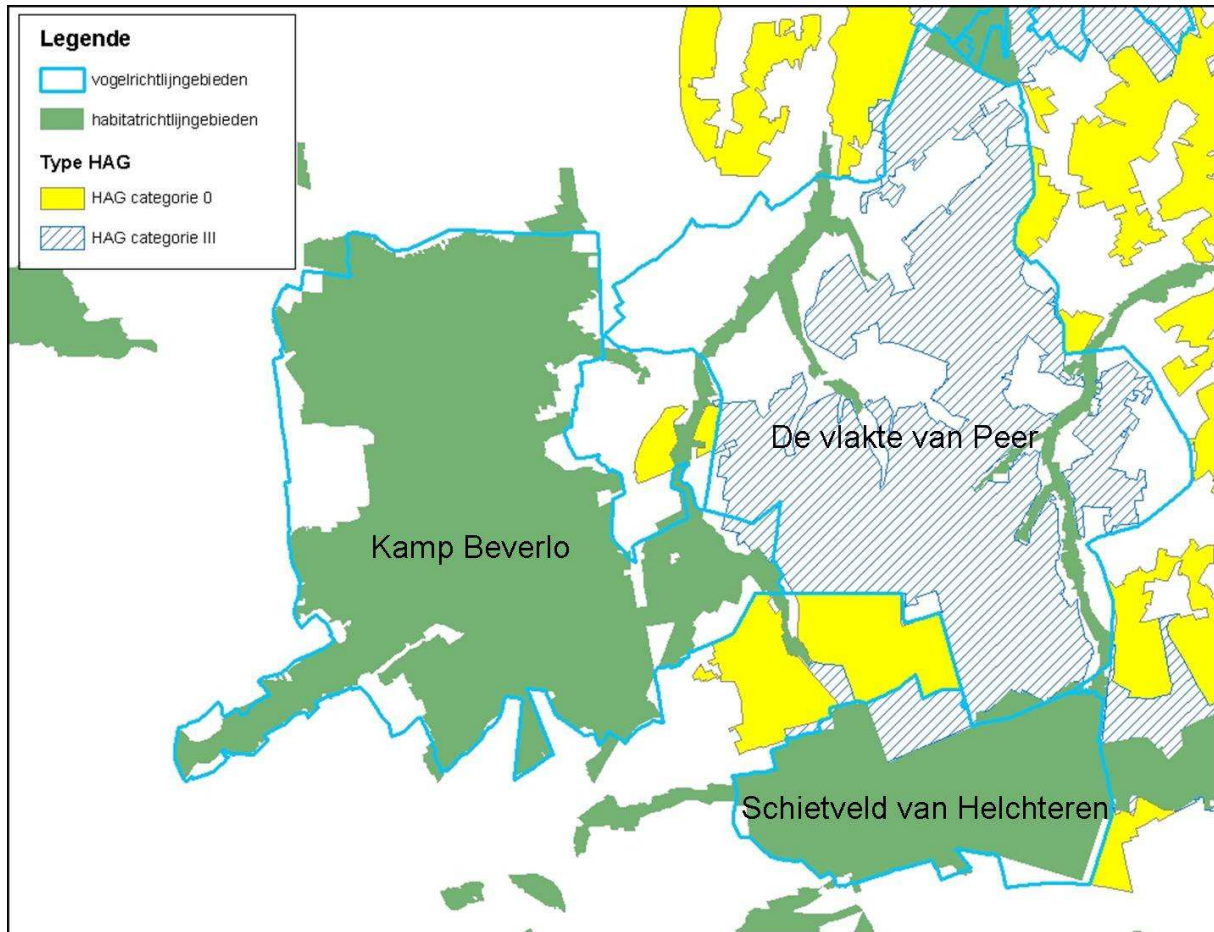 Legende
vogelrichtlijngebieden
habitatrichtlijngebieden
Type HAG
HAG categorie 0
HAG categorie III
De vlakte van Peer
Kamp Beverlo
Schietveld van Helchteren